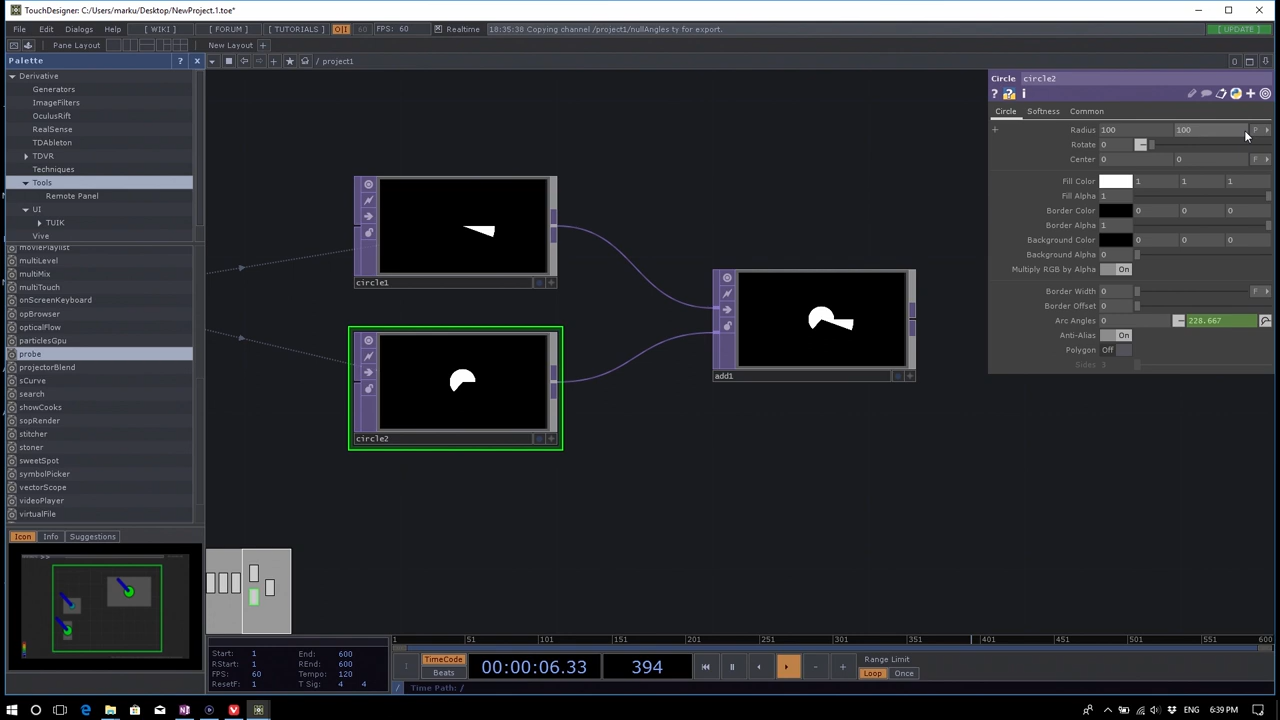 TouchDesigner: C:/Users/marku/Desktop/NewProject.1.toe*
File Edit Dialogs Help [ WIKI ] [ FORUM ] [ TUTORIALS ] O|I 60 FPS: 60 Realtime 18:35:38 Copying channel /project1/nullAngles ty for export. [ UPDATE ]
Pane Layout New Layout +
Palette ? x / project1 0
Derivative
Generators
ImageFilters
OculusRift
RealSense
TDAbleton
TDVR
Techniques
Tools
Remote Panel
UI
TUIK
Vive
moviePlaylist
multiLevel
multiMix
multiTouch
onScreenKeyboard
opBrowser
opticalFlow
particlesGpu
probe
projectorBlend
sCurve
search
showCooks
sopRender
stitcher
stoner
sweetSpot
symbolPicker
vectorScope
videoPlayer
virtualFile
Icon Info Suggestions
circle1
circle2
add1
Circle circle2
? ? i
Circle Softness Common
+ Radius 100 100 P
Rotate 0
Center 0 0 P
Fill Color 1 1 1
Fill Alpha 1
Border Color 0 0 0
Border Alpha 1
Background Color 0 0 0
Background Alpha 0
Multiply RGB by Alpha On
Border Width 0 P
Border Offset 0
Arc Angles 0 228.667
Anti-Alias On
Polygon Off
Sides 3
1 51 101 151 201 251 301 351 401 451 501 551 600
Start: 1 End: 600
RStart: 1 REnd: 600
FPS: 60 Tempo: 120
ResetF: 1 T Sig: 4 4
TimeCode
Beats
00:00:06.33 394
- +
Range Limit
Loop Once
/ Time Path: /
ENG 6:39 PM